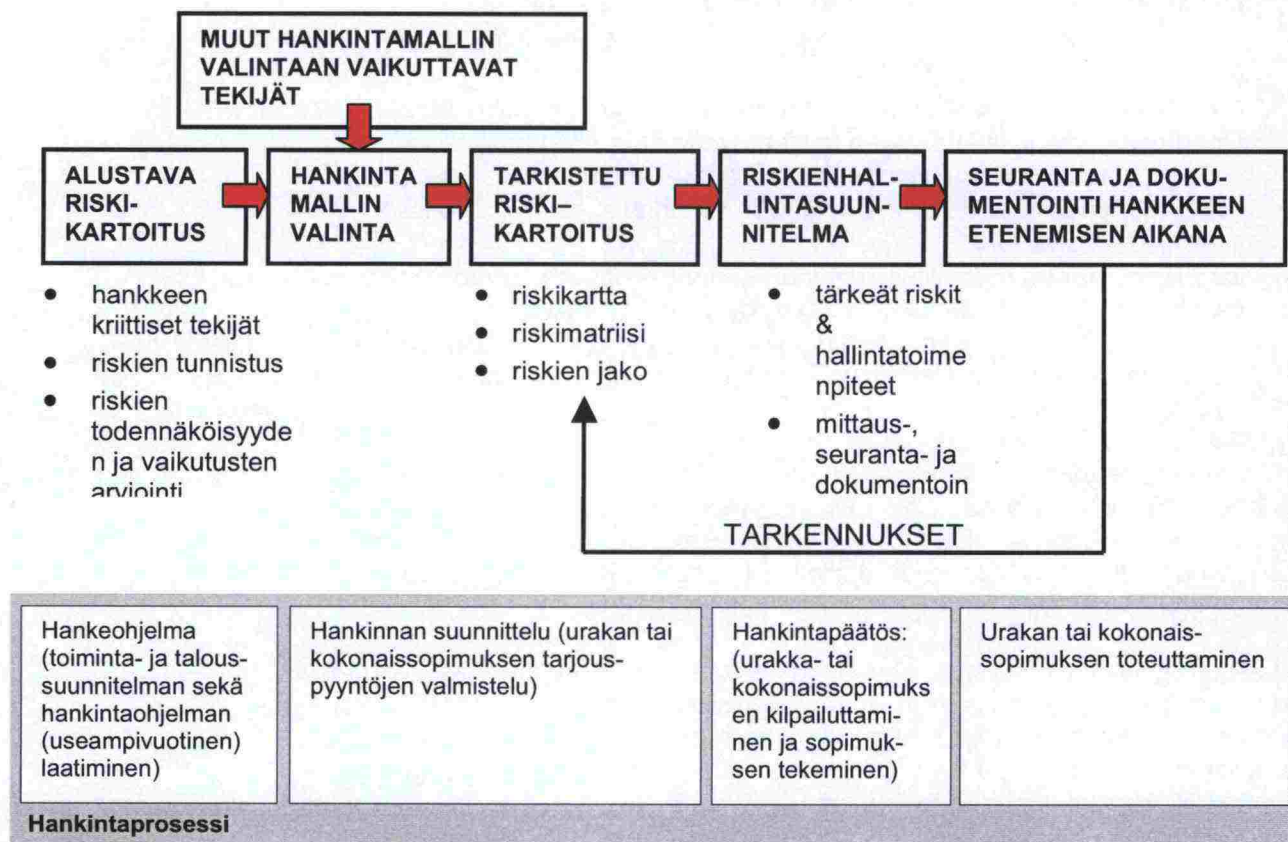 MUUT HANKINTAMALLIN
VALINTAAN VAIKUTTAVAT
TEKIJÄT
ALUSTAVA
RISKI-
KARTOITUS
HANKINTA
MALLIN
VALINTA
TARKISTETTU
RISKI–
KARTOITUS
RISKIENHAL-
LINTASUUN-
NITELMA
SEURANTA JA DOKU-
MENTOINTI HANKKEEN
ETENEMISEN AIKANA
• hankkeen
kriittiset tekijät
• riskien tunnistus
• riskien
todennäköisyyde
n ja vaikutusten
arviointi
• riskikartta
• riskimatriisi
• riskien jako
• tärkeät riskit
&
hallintatoime
npiteet
• mittaus-,
seuranta- ja
dokumentoin
TARKENNUKSET
Hankeohjelma
(toiminta- ja talous-
suunnitelman sekä
hankintaohjelman
(useampivuotinen)
laatiminen)
Hankinnan suunnittelu (urakan tai
kokonaissopimuksen tarjous-
pyyntöjen valmistelu)
Hankintapäätös:
(urakka- tai
kokonaissopimuks
en kilpailuttami-
nen ja sopimuk-
sen tekeminen)
Urakan tai kokonais-
sopimuksen toteuttaminen
Hankintaprosessi